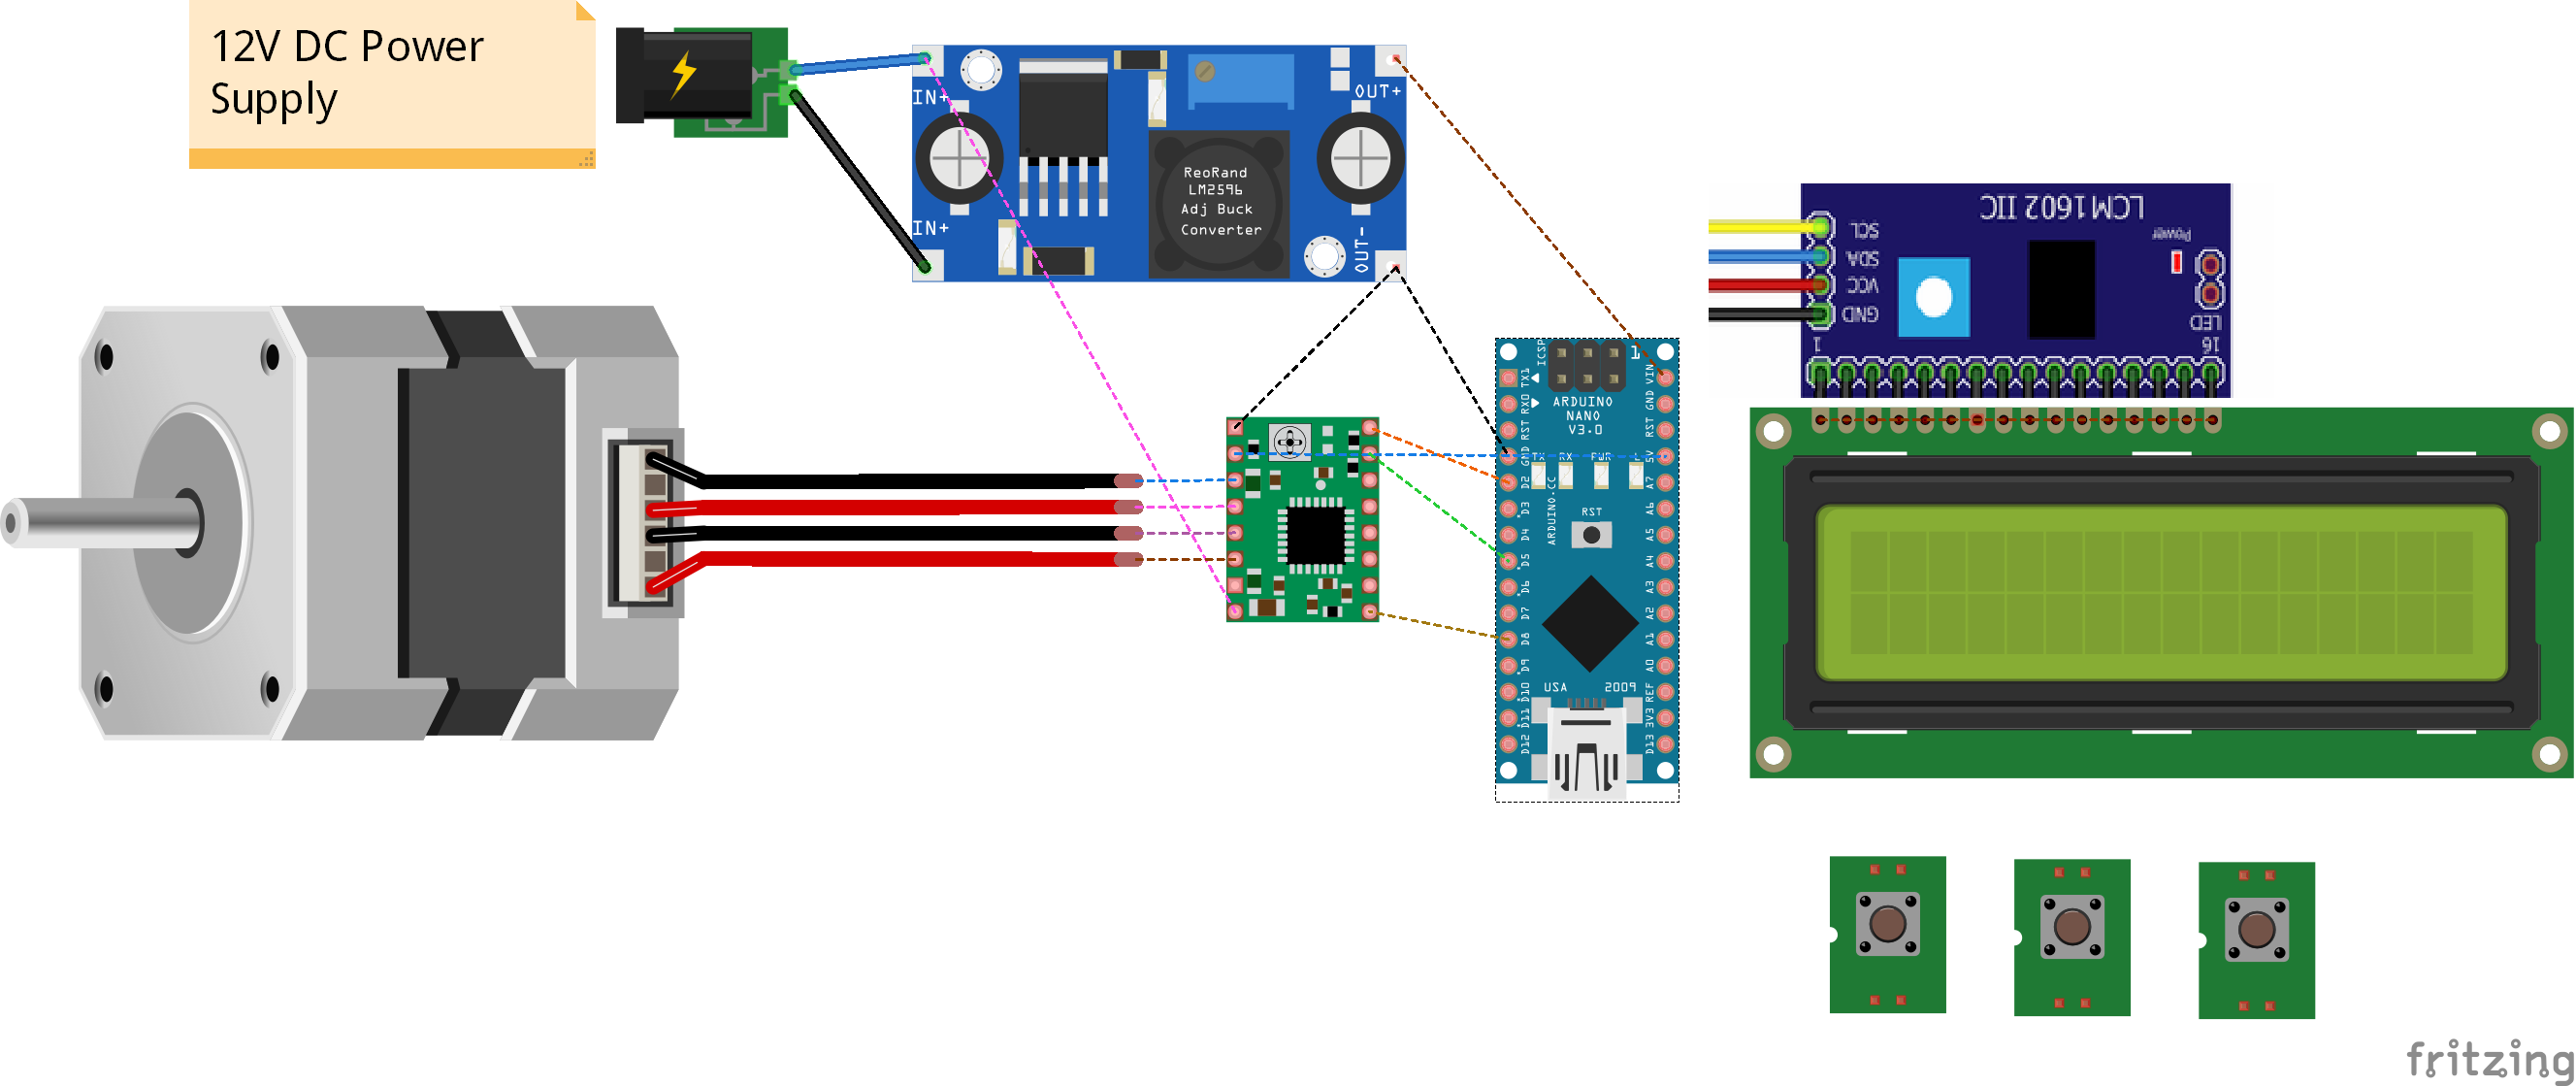 12V DC Power
Supply
IN+
IN+
OUT+
OUT-
ReoRand
LM2596
Adj Buck
Converter
LCM1602 IIC
SCL
SDA
VCC
GND
Power
LED
1
16
ICSP
1
ARDUINO
NANO
V3.0
TX1
RX0
RST
GND
D2
D3
D4
D5
D6
D7
D8
D9
D10
D11
D12
VIN
GND
RST
5V
A7
A6
A5
A4
A3
A2
A1
A0
REF
3V3
D13
TX
RX
PWR
L
ARDUINO.CC
RST
USA
2009
fritzing